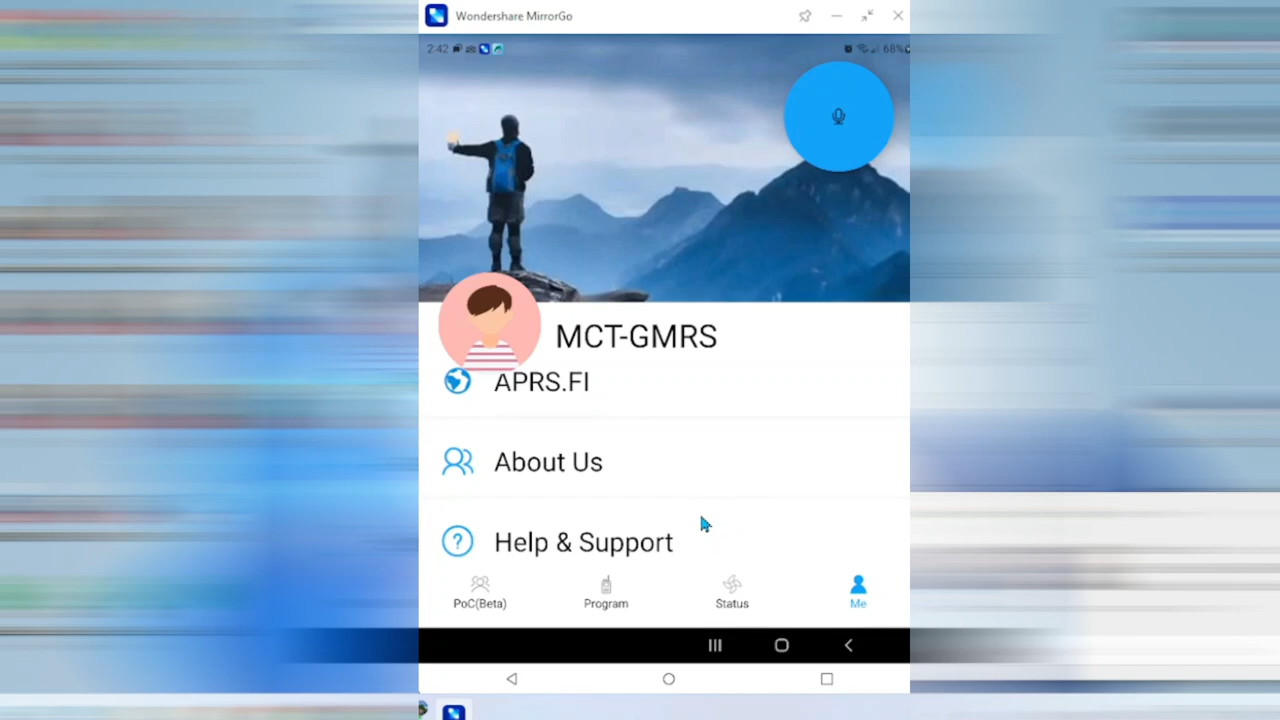 Wondershare MirrorGo
2:42
68%
MCT-GMRS
APRS.FI
About Us
? Help & Support
PoC(Beta) Program Status Me